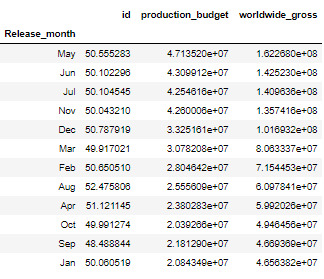 id production_budget worldwide_gross
Release_month
May 50.555283 4.713520e+07 1.622680e+08
Jun 50.102296 4.309912e+07 1.425230e+08
Jul 50.104545 4.254616e+07 1.409636e+08
Nov 50.043210 4.260006e+07 1.357416e+08
Dec 50.787919 3.325161e+07 1.016932e+08
Mar 49.917021 3.078208e+07 8.063337e+07
Feb 50.650510 2.804642e+07 7.154453e+07
Aug 52.475806 2.555609e+07 6.097841e+07
Apr 51.121145 2.380283e+07 5.992026e+07
Oct 49.991274 2.039266e+07 4.946456e+07
Sep 48.488844 2.181290e+07 4.669369e+07
Jan 50.060519 2.084349e+07 4.656382e+07